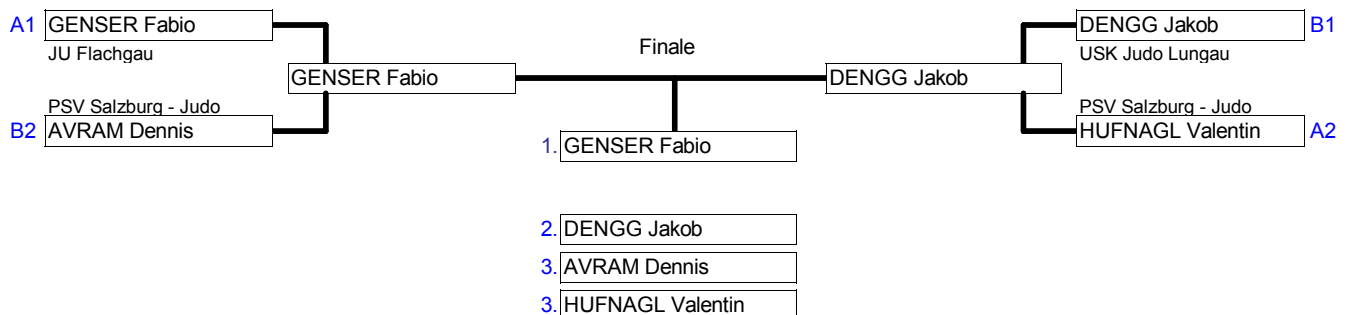 A1 GENSER Fabio
JU Flachgau
GENSER Fabio
PSV Salzburg - Judo
B2 AVRAM Dennis
Finale
DENGG Jakob B1
USK Judo Lungau
DENGG Jakob
PSV Salzburg - Judo
HUFNAGL Valentin A2
1. GENSER Fabio
2. DENGG Jakob
3. AVRAM Dennis
3. HUFNAGL Valentin